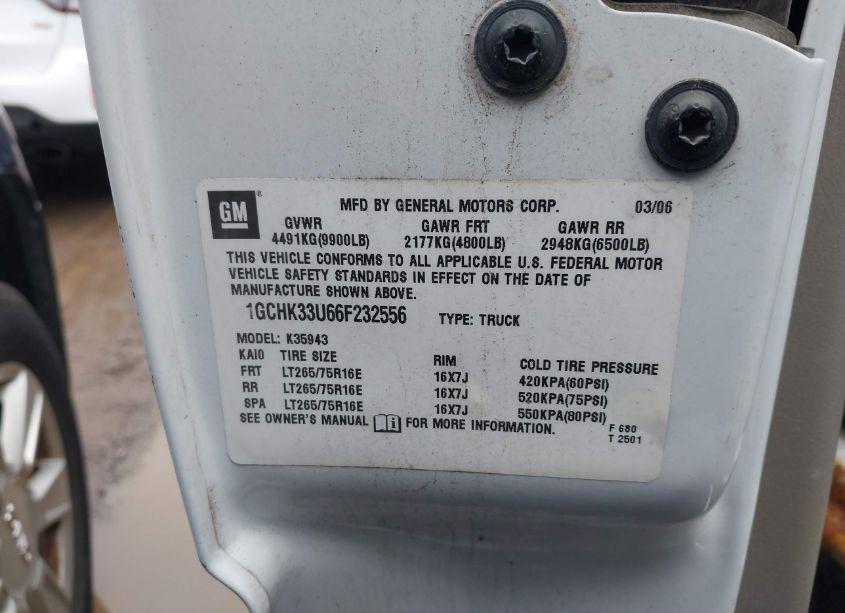 GM ® MFD BY GENERAL MOTORS CORP. 03/06
GVWR GAWR FRT GAWR RR
4491KG(9900LB) 2177KG(4800LB) 2948KG(6500LB)
THIS VEHICLE CONFORMS TO ALL APPLICABLE U.S. FEDERAL MOTOR
VEHICLE SAFETY STANDARDS IN EFFECT ON THE DATE OF
MANUFACTURE SHOWN ABOVE.
1GCHK33U66F232556 TYPE: TRUCK
MODEL: K35943
KAI0 TIRE SIZE RIM COLD TIRE PRESSURE
FRT LT265/75R16E 16X7J 420KPA(60PSI)
RR LT265/75R16E 16X7J 520KPA(75PSI)
SPA LT265/75R16E 16X7J 550KPA(80PSI)
SEE OWNER'S MANUAL FOR MORE INFORMATION.
F 680
T 2501